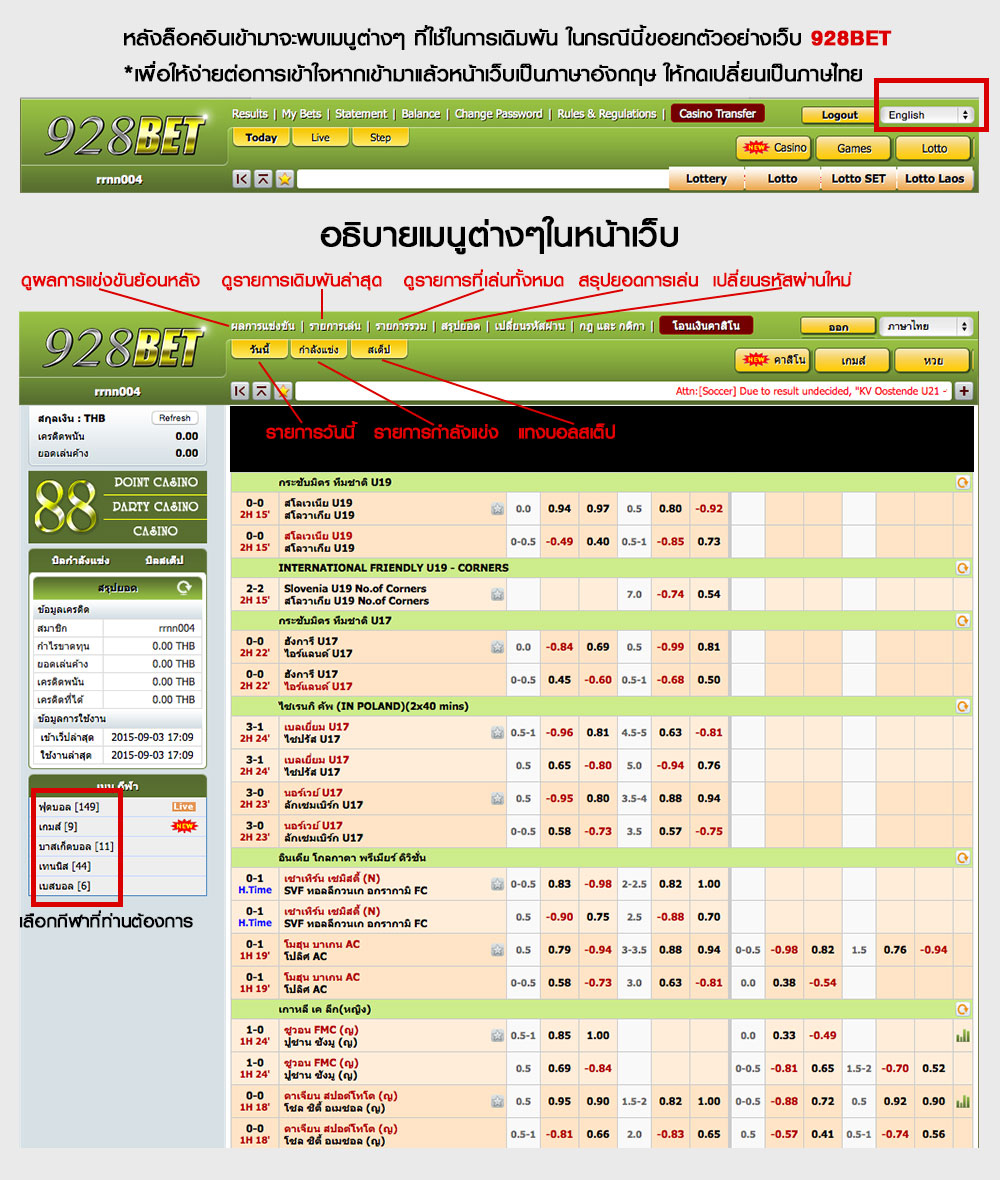 หลังล็อคอินเข้ามาจะพบเมนูต่างๆ ที่ใช้ในการเดิมพัน ในกรณีนี้ขอยกตัวอย่างเว็บ 928BET
*เพื่อให้ง่ายต่อการเข้าใจหากเข้ามาแล้วหน้าเว็บเป็นภาษาอังกฤษ ให้กดเปลี่ยนเป็นภาษาไทย
928BET
Results | My Bets | Statement | Balance | Change Password | Rules & Regulations | Casino Transfer Logout English
Today Live Step
NEW Casino Games Lotto
rrnn004 Lottery Lotto Lotto SET Lotto Laos
อธิบายเมนูต่างๆในหน้าเว็บ
ดูผลการแข่งขันย้อนหลัง ดูรายการเดิมพันล่าสุด ดูรายการที่เล่นทั้งหมด สรุปยอดการเล่น เปลี่ยนรหัสผ่านใหม่
928BET
ผลการแข่งขัน | รายการเล่น | รายการรวม | สรุปยอด | เปลี่ยนรหัสผ่าน | กฎ และ กติกา | โอนเงินคาสิโน ออก ภาษาไทย
วันนี้ กำลังแข่ง สเต็ป
NEW คาสิโน เกมส์ หวย
rrnn004 Attn:[Soccer] Due to result undecided, "KV Oostende U21 -
รายการวันนี้ รายการกำลังแข่ง แทงบอลสเต็ป
สกุลเงิน : THB Refresh
เครดิตพนัน 0.00
ยอดเล่นค้าง 0.00
88 POINT CASINO
PARTY CASINO
CASINO
บิลกำลังแข่ง บิลสเต็ป
สรุปยอด
ข้อมูลเครดิต
สมาชิก rrnn004
กำไรขาดทุน 0.00 THB
ยอดเล่นค้าง 0.00 THB
เครดิตพนัน 0.00 THB
เครดิตที่ได้ 0.00 THB
ข้อมูลการใช้งาน
เข้าเว็ปล่าสุด 2015-09-03 17:09
ใช้งานล่าสุด 2015-09-03 17:09
เมนู กีฬา
ฟุตบอล [149] Live
เกมส์ [9] NEW
บาสเก็ตบอล [11]
เทนนิส [44]
เบสบอล [6]
เลือกกีฬาที่ท่านต้องการ
กระชับมิตร ทีมชาติ U19
0-0 สโลเวเนีย U19 0.0 0.94 0.97 0.5 0.80 -0.92
2H 15' สโลวาเกีย U19
0-0 สโลเวเนีย U19 0-0.5 -0.49 0.40 0.5-1 -0.85 0.73
2H 15' สโลวาเกีย U19
INTERNATIONAL FRIENDLY U19 - CORNERS
2-2 Slovenia U19 No.of Corners 7.0 -0.74 0.54
2H 15' สโลวาเกีย U19 No.of Corners
กระชับมิตร ทีมชาติ U17
0-0 ฮังการี U17 0.0 -0.84 0.69 0.5 -0.99 0.81
2H 22' ไอร์แลนด์ U17
0-0 ฮังการี U17 0-0.5 0.45 -0.60 0.5-1 -0.68 0.50
2H 22' ไอร์แลนด์ U17
ไซเรนกี คัพ (IN POLAND)(2x40 mins)
3-1 เบลเยี่ยม U17 0.5-1 -0.96 0.81 4.5-5 0.63 -0.81
2H 24' ไซปรัส U17
3-1 เบลเยี่ยม U17 0.5 0.65 -0.80 5.0 -0.94 0.76
2H 24' ไซปรัส U17
3-0 นอร์เวย์ U17 0.5 -0.95 0.80 3.5-4 0.88 0.94
2H 23' ลักเซมเบิร์ก U17
3-0 นอร์เวย์ U17 0-0.5 0.58 -0.73 3.5 0.57 -0.75
2H 23' ลักเซมเบิร์ก U17
อินเดีย โกลกาตา พรีเมียร์ ดิวิชั่น
0-1 เซาเทิร์น เซมิสตี้ (N) 0-0.5 0.83 -0.98 2-2.5 0.82 1.00
H.Time SVF ทอลลีกวนเก อกรากามี FC
0-1 เซาเทิร์น เซมิสตี้ (N) 0.5 -0.90 0.75 2.5 -0.88 0.70
H.Time SVF ทอลลีกวนเก อกรากามี FC
0-1 โมฮุน บาเกน AC 0.5 0.79 -0.94 3-3.5 0.88 0.94 0-0.5 -0.98 0.82 1.5 0.76 -0.94
1H 19' โปลิศ AC
0-1 โมฮุน บาเกน AC 0-0.5 0.58 -0.73 3.0 0.63 -0.81 0.0 0.38 -0.54
1H 19' โปลิศ AC
เกาหลี เค ลีก(หญิง)
1-0 ซูวอน FMC (ญ) 0.5-1 0.85 1.00 0.0 0.33 -0.49
1H 24' ปูซาน ซังมู (ญ)
1-0 ซูวอน FMC (ญ) 0.5 0.69 -0.84 0-0.5 -0.81 0.65 1.5-2 -0.70 0.52
1H 24' ปูซาน ซังมู (ญ)
0-0 ดาเจียน สปอตโทโต (ญ) 0.5 0.95 0.90 1.5-2 0.82 1.00 0-0.5 -0.88 0.72 0.5 0.92 0.90
1H 18' โซล ซิตี้ อเมซอล (ญ)
0-0 ดาเจียน สปอตโทโต (ญ) 0.5-1 -0.81 0.66 2.0 -0.83 0.65 0.5 -0.57 0.41 0.5-1 -0.74 0.56
1H 18' โซล ซิตี้ อเมซอล (ญ)